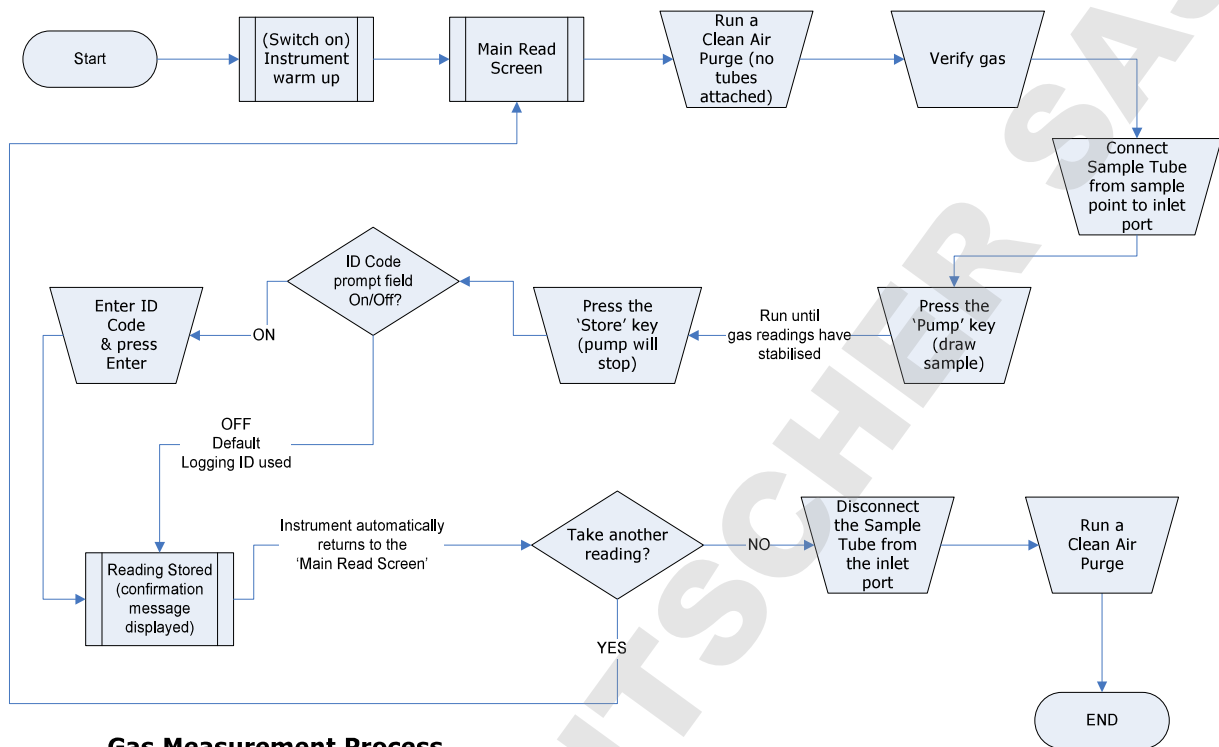 Start
(Switch on)
Instrument
warm up
Main Read
Screen
Run a
Clean Air
Purge (no
tubes
attached)
Verify gas
Connect
Sample Tube
from sample
point to inlet
port
Press the
‘Pump’ key
(draw
sample)
Run until
gas readings have
stabilised
Press the
‘Store’ key
(pump will
stop)
ID Code
prompt field
On/Off?
ON
Enter ID
Code
& press
Enter
OFF
Default
Logging ID used
Reading Stored
(confirmation
message
displayed)
Instrument automatically
returns to the
‘Main Read Screen’
Take another
reading?
NO
Disconnect
the Sample
Tube from
the inlet
port
Run a
Clean Air
Purge
YES
END
Gas Measurement Process